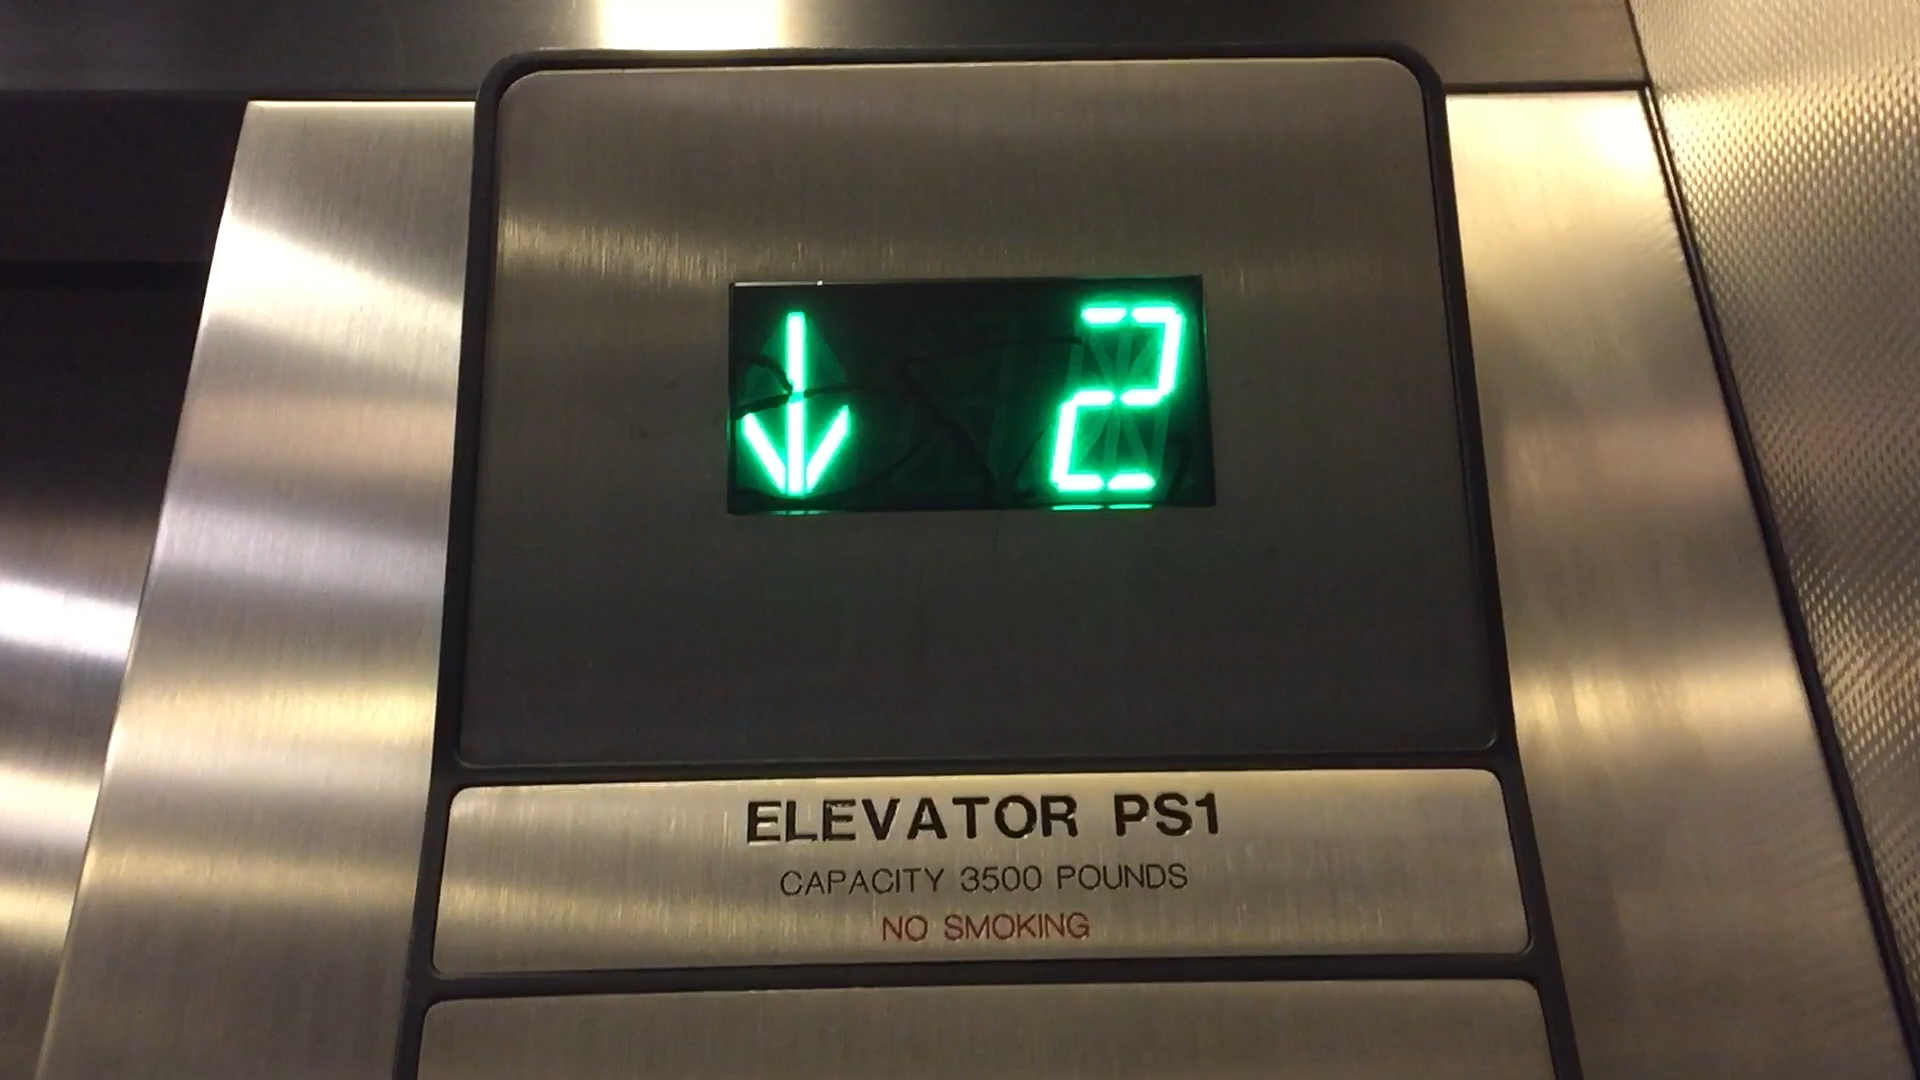 ↓ 2
ELEVATOR PS1
CAPACITY 3500 POUNDS
NO SMOKING